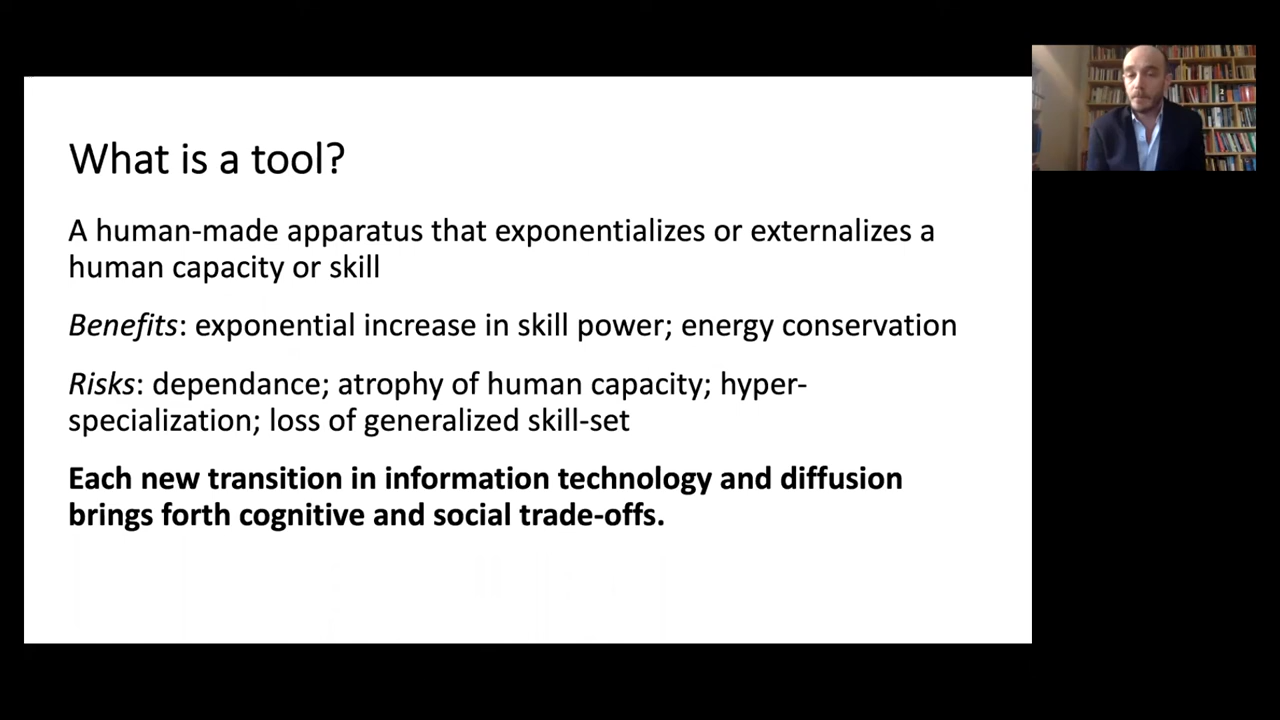 What is a tool?
A human-made apparatus that exponentializes or externalizes a
human capacity or skill
Benefits: exponential increase in skill power; energy conservation
Risks: dependance; atrophy of human capacity; hyper-
specialization; loss of generalized skill-set
Each new transition in information technology and diffusion
brings forth cognitive and social trade-offs.